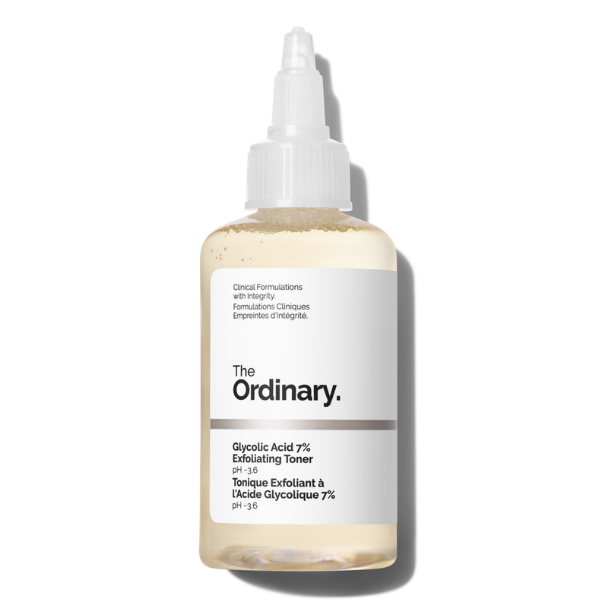 Clinical Formulations
with Integrity.
Formulations Cliniques
Empreintes d'Intégrité.
The
Ordinary.
Glycolic Acid 7%
Exfoliating Toner
pH ~3.6
Tonique Exfoliant à
l'Acide Glycolique 7%
pH ~3.6